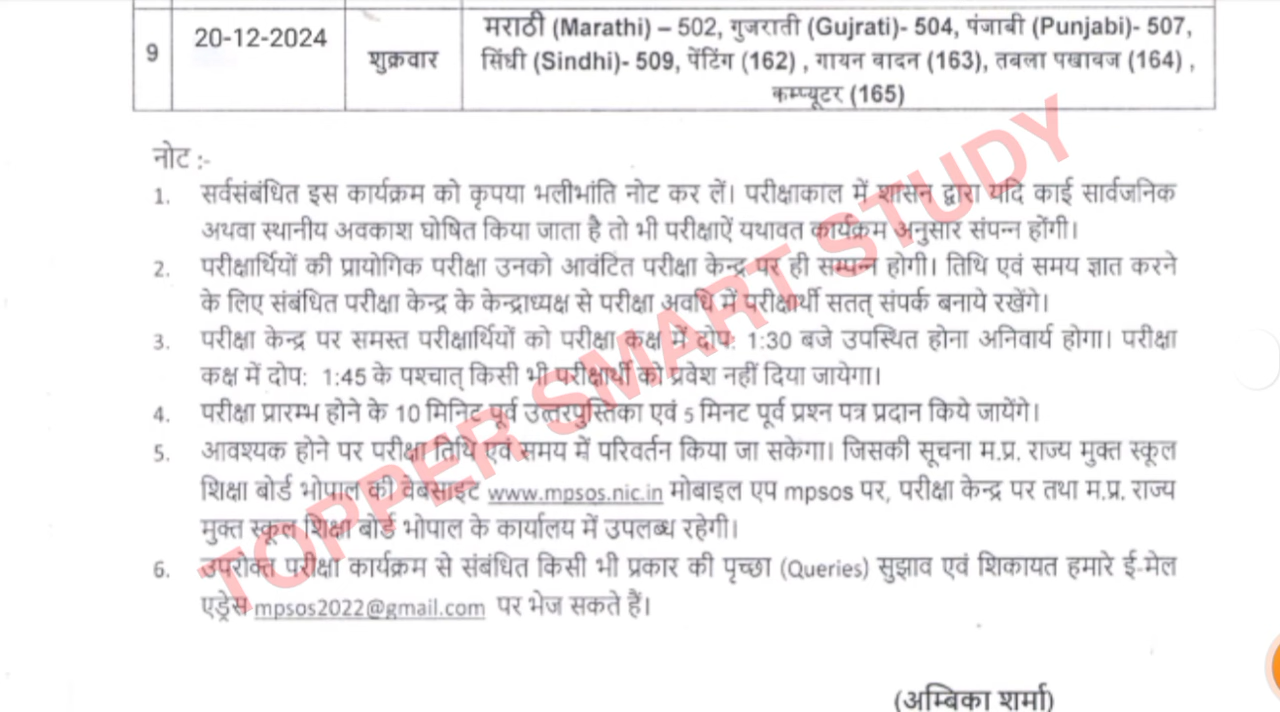 9
20-12-2024
शुक्रवार
मराठी (Marathi) – 502, गुजराती (Gujrati)- 504, पंजाबी (Punjabi)- 507,
सिंधी (Sindhi)- 509, पेंटिंग (162) , गायन वादन (163), तबला पखाबज (164) ,
कम्प्यूटर (165)
नोट :-
1. सर्वसंबंधित इस कार्यक्रम को कृपया भलीभांति नोट कर लें। परीक्षाकाल में शासन द्वारा यदि काई सार्वजनिक
अथवा स्थानीय अवकाश घोषित किया जाता है तो भी परीक्षाऐं यथावत कार्यक्रम अनुसार संपन्न होंगी।
2. परीक्षार्थियों की प्रायोगिक परीक्षा उनको आवंटित परीक्षा केन्द्र पर ही सम्पन्न होगी। तिथि एवं समय ज्ञात करने
के लिए संबंधित परीक्षा केन्द्र के केन्द्राध्यक्ष से परीक्षा अवधि में परीक्षार्थी सतत् संपर्क बनाये रखेंगे।
3. परीक्षा केन्द्र पर समस्त परीक्षार्थियों को परीक्षा कक्ष में दोप: 1:30 बजे उपस्थित होना अनिवार्य होगा। परीक्षा
कक्ष में दोप: 1:45 के पश्चात् किसी भी परीक्षार्थी को प्रवेश नहीं दिया जायेगा।
4. परीक्षा प्रारम्भ होने के 10 मिनिट पूर्व उत्तरपुस्तिका एवं 5 मिनट पूर्व प्रश्न पत्र प्रदान किये जायेंगे।
5. आवश्यक होने पर परीक्षा तिथि एवं समय में परिवर्तन किया जा सकेगा। जिसकी सूचना म.प्र. राज्य मुक्त स्कूल
शिक्षा बोर्ड भोपाल की वेबसाइट www.mpsos.nic.in मोबाइल एप mpsos पर, परीक्षा केन्द्र पर तथा म.प्र. राज्य
मुक्त स्कूल शिक्षा बोर्ड भोपाल के कार्यालय में उपलब्ध रहेगी।
6. उपरोक्त परीक्षा कार्यक्रम से संबंधित किसी भी प्रकार की पृच्छा (Queries) सुझाव एवं शिकायत हमारे ई-मेल
एड्रेस mpsos2022@gmail.com पर भेज सकते हैं।
(अम्बिका शर्मा)
TOPPER SMART STUDY